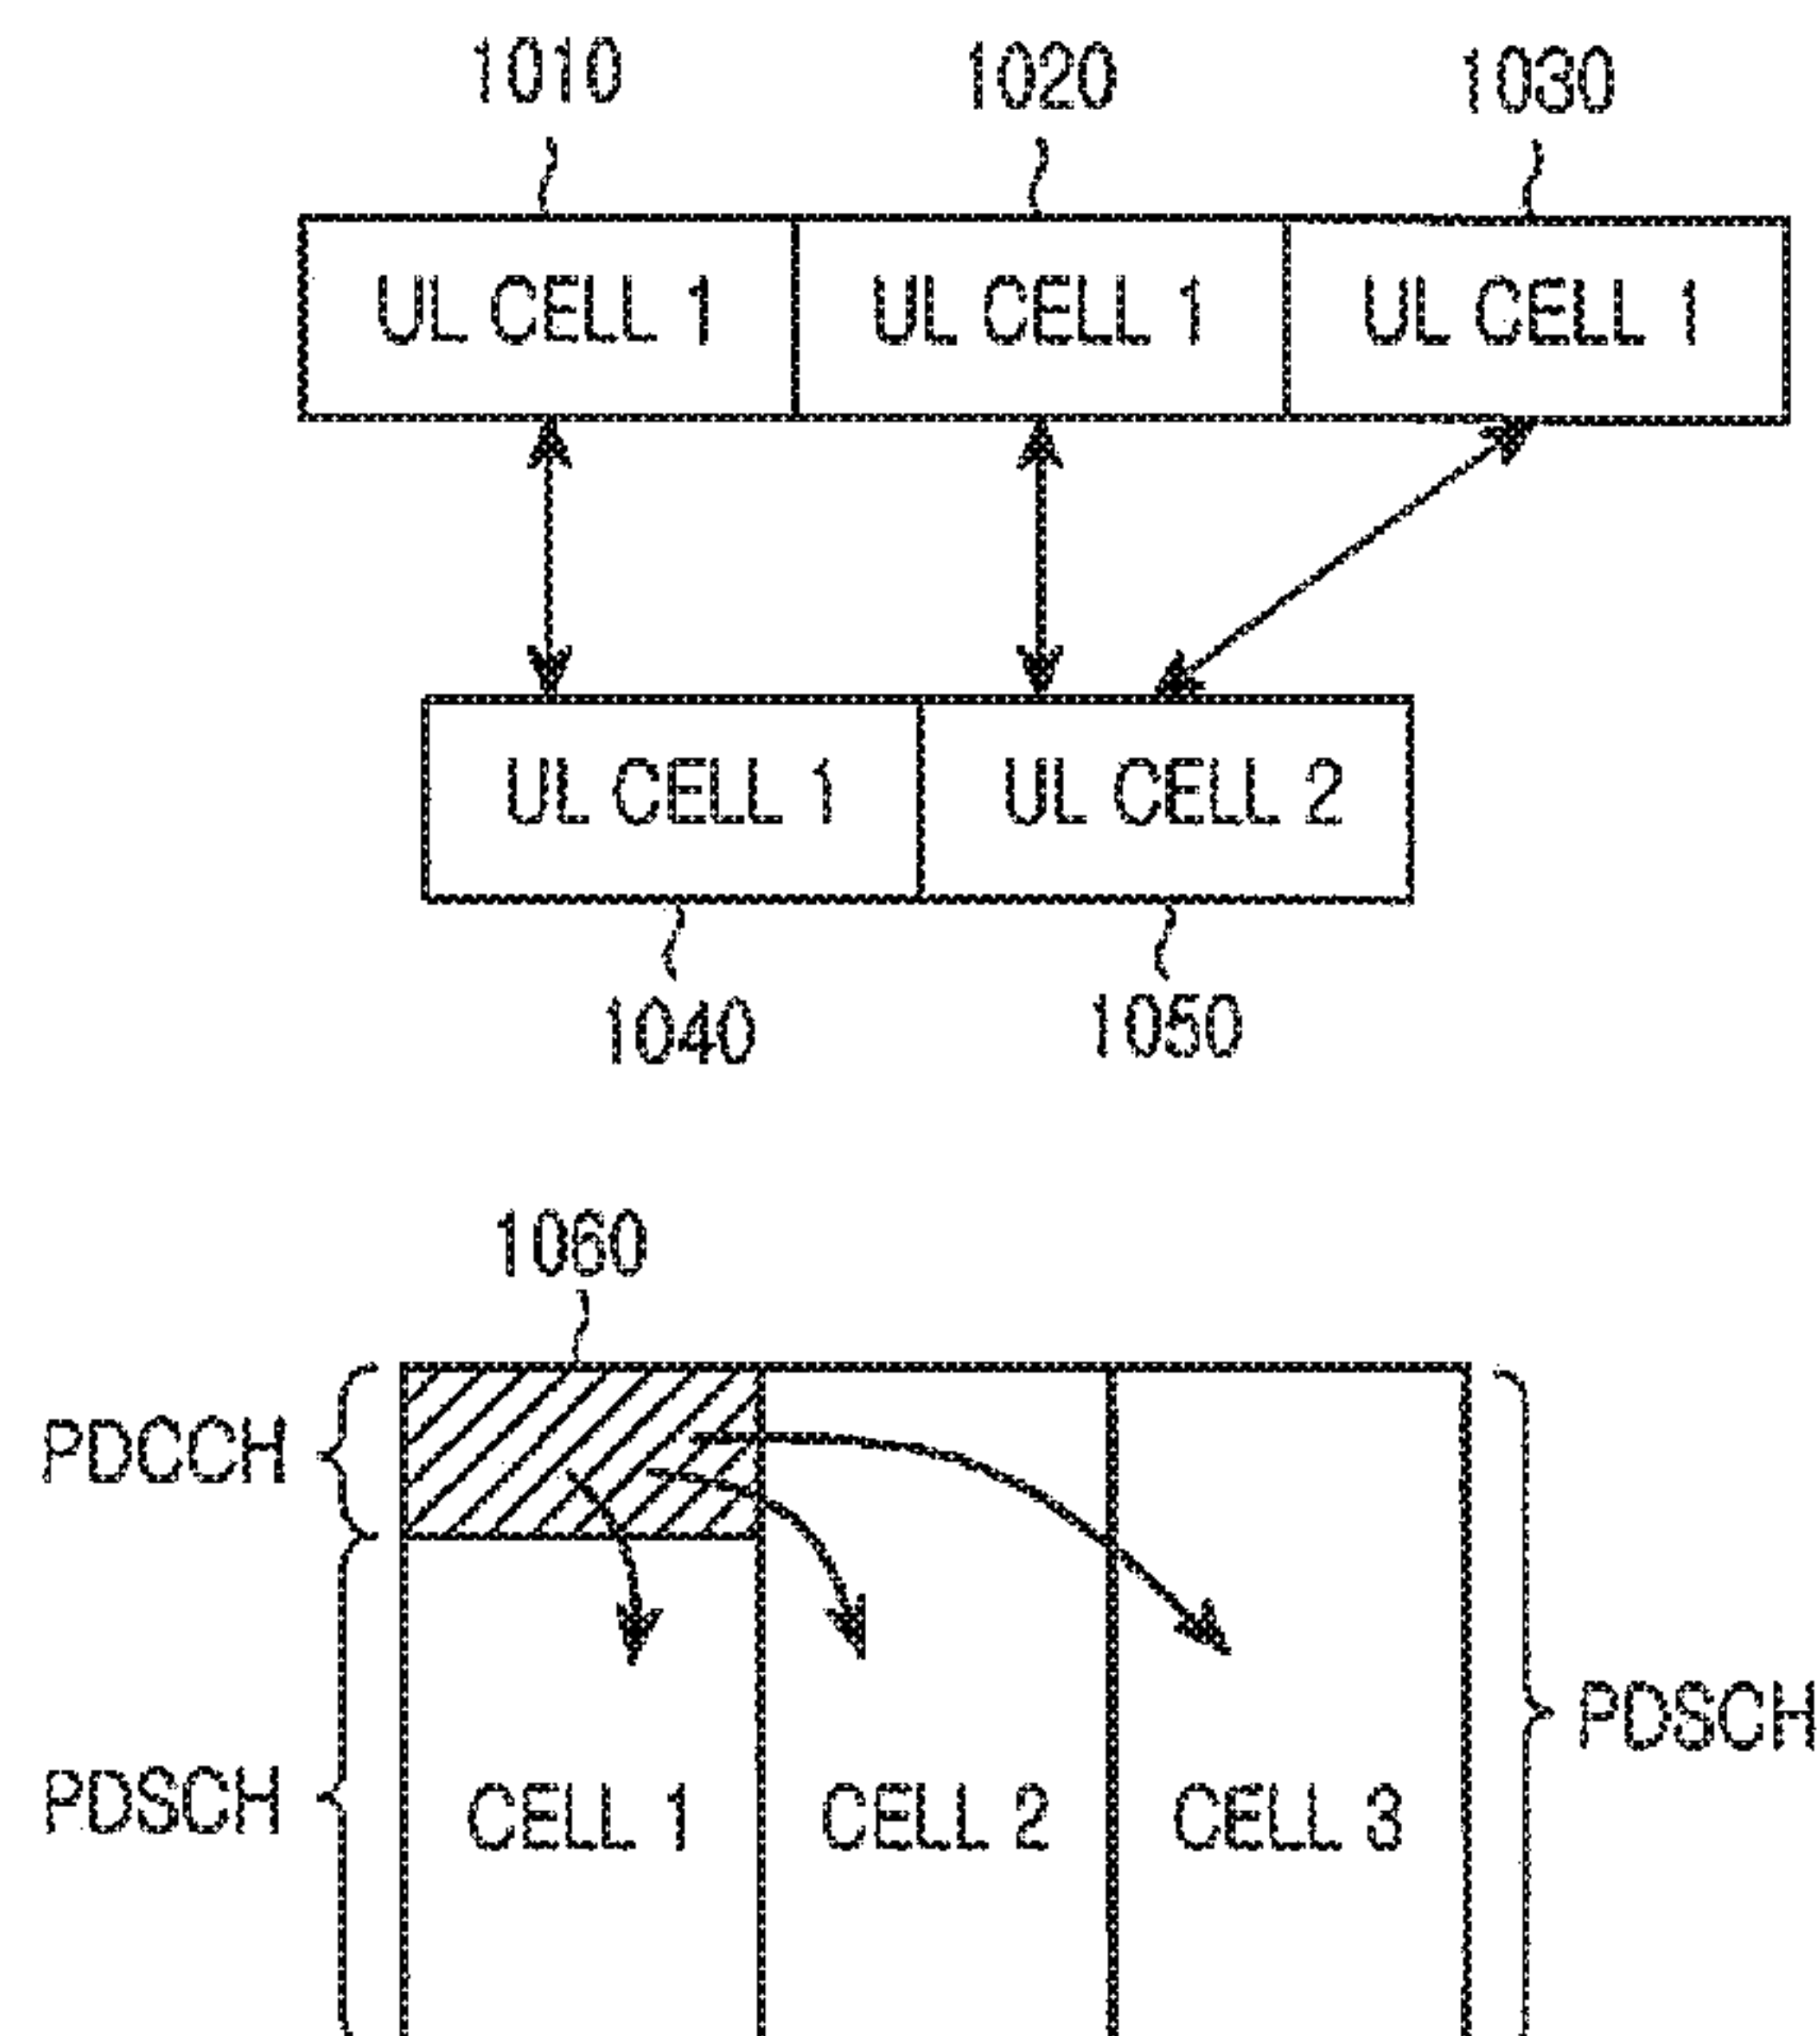 1010 1020 1030
UL CELL 1 UL CELL 1 UL CELL 1
UL CELL 1 UL CELL 2
1040 1050
1060
PDCCH
PDSCH
PDSCH
CELL 1 CELL 2 CELL 3